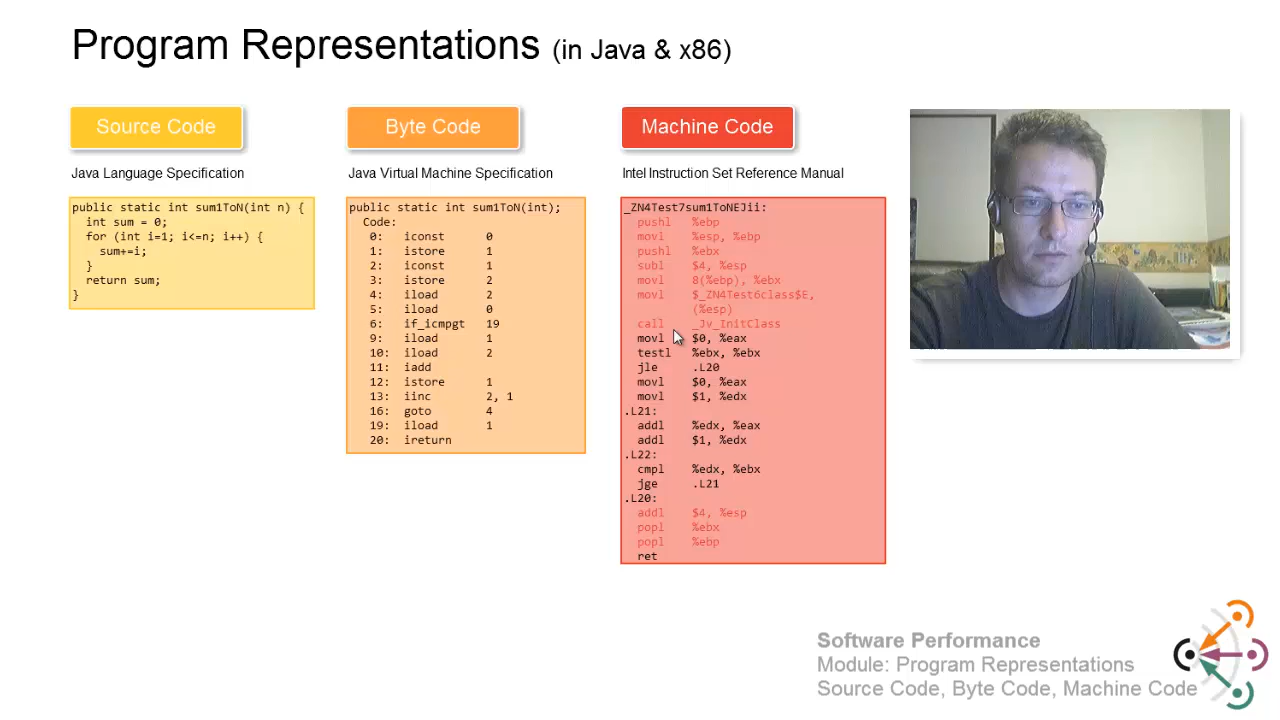 Program Representations (in Java & x86)
Source Code
Java Language Specification
public static int sum1ToN(int n) {
int sum = 0;
for (int i=1; i<=n; i++) {
sum+=i;
}
return sum;
}
Byte Code
Java Virtual Machine Specification
public static int sum1ToN(int);
Code:
0: iconst 0
1: istore 1
2: iconst 1
3: istore 2
4: iload 2
5: iload 0
6: if_icmpgt 19
9: iload 1
10: iload 2
11: iadd
12: istore 1
13: iinc 2, 1
16: goto 4
19: iload 1
20: ireturn
Machine Code
Intel Instruction Set Reference Manual
_ZN4Test7sum1ToNEJii:
pushl %ebp
movl %esp, %ebp
pushl %ebx
subl $4, %esp
movl 8(%ebp), %ebx
movl $_ZN4Test6class$E,
(%esp)
call _Jv_InitClass
movl $0, %eax
testl %ebx, %ebx
jle .L20
movl $0, %eax
movl $1, %edx
.L21:
addl %edx, %eax
addl $1, %edx
.L22:
cmpl %edx, %ebx
jge .L21
.L20:
addl $4, %esp
popl %ebx
popl %ebp
ret
Software Performance
Module: Program Representations
Source Code, Byte Code, Machine Code